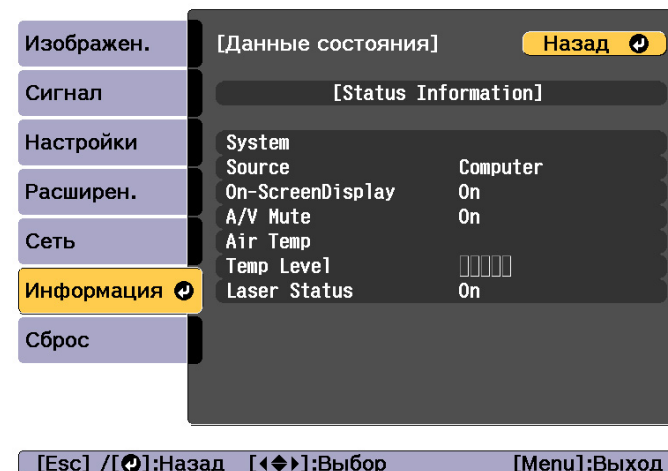 Изображен.
Сигнал
Настройки
Расширен.
Сеть
Информация
Сброс
[Данные состояния] Назад
[Status Information]
System
Source Computer
On-ScreenDisplay On
A/V Mute On
Air Temp
Temp Level
Laser Status On
[Esc] /[⏎]:Назад [◀◆▶]:Выбор [Menu]:Выход